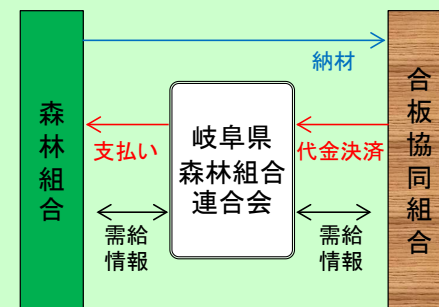 納材
森林組合
支払い
岐阜県
森林組合
連合会
代金決済
合板協同組合
需給
情報
需給
情報